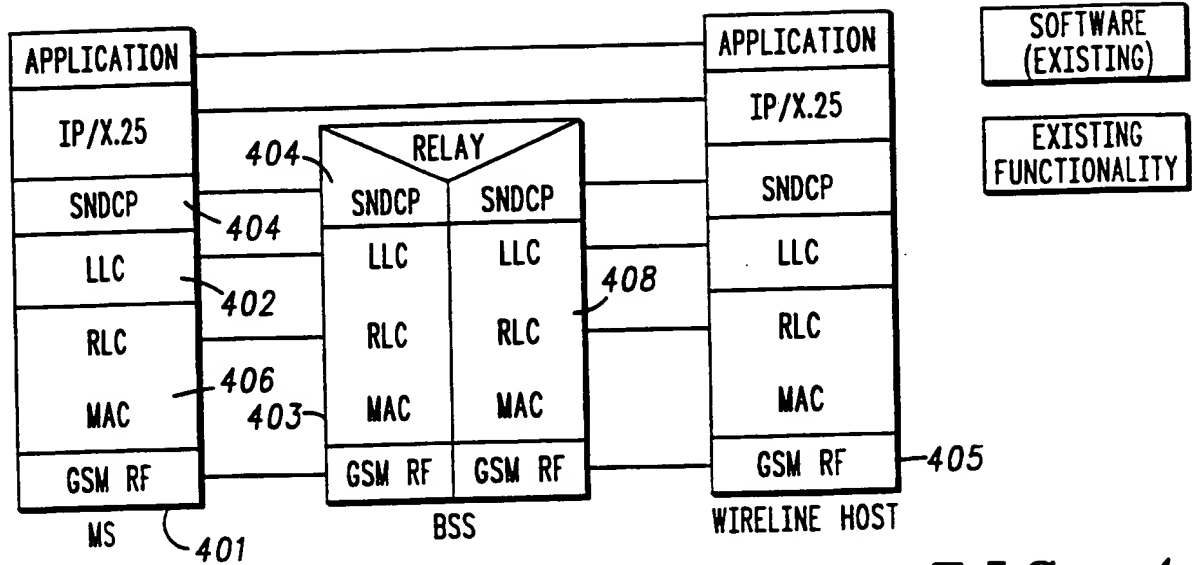 APPLICATION
IP/X.25
SNDCP
404
LLC
402
RLC
406
MAC
GSM RF
MS
401
RELAY
404
SNDCP SNDCP
LLC LLC
408
RLC RLC
403
MAC MAC
GSM RF GSM RF
BSS
APPLICATION
IP/X.25
SNDCP
LLC
RLC
MAC
GSM RF
405
WIRELINE HOST
SOFTWARE
(EXISTING)
EXISTING
FUNCTIONALITY